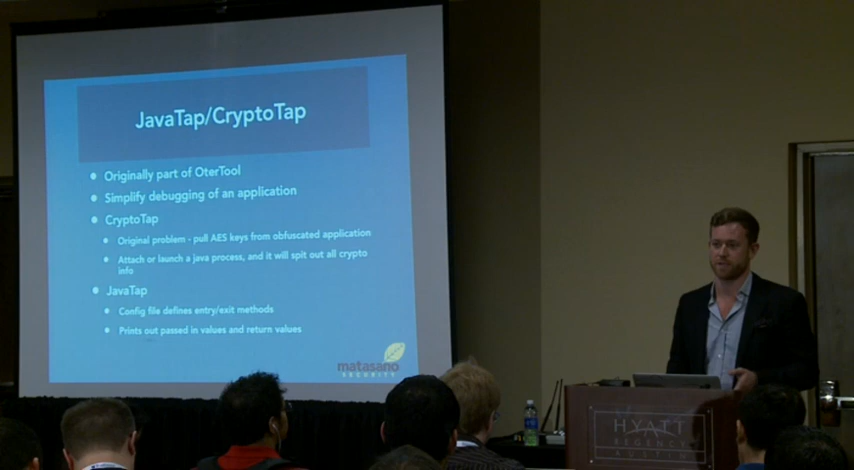 JavaTap/CryptoTap
Originally part of OterTool
Simplify debugging of an application
CryptoTap
Original problem - pull AES keys from obfuscated application
Attach or launch a java process, and it will spit out all crypto
info
JavaTap
Config file defines entry/exit methods
Prints out passed in values and return values
matasano
SECURITY
HYATT
REGENCY
AUSTIN